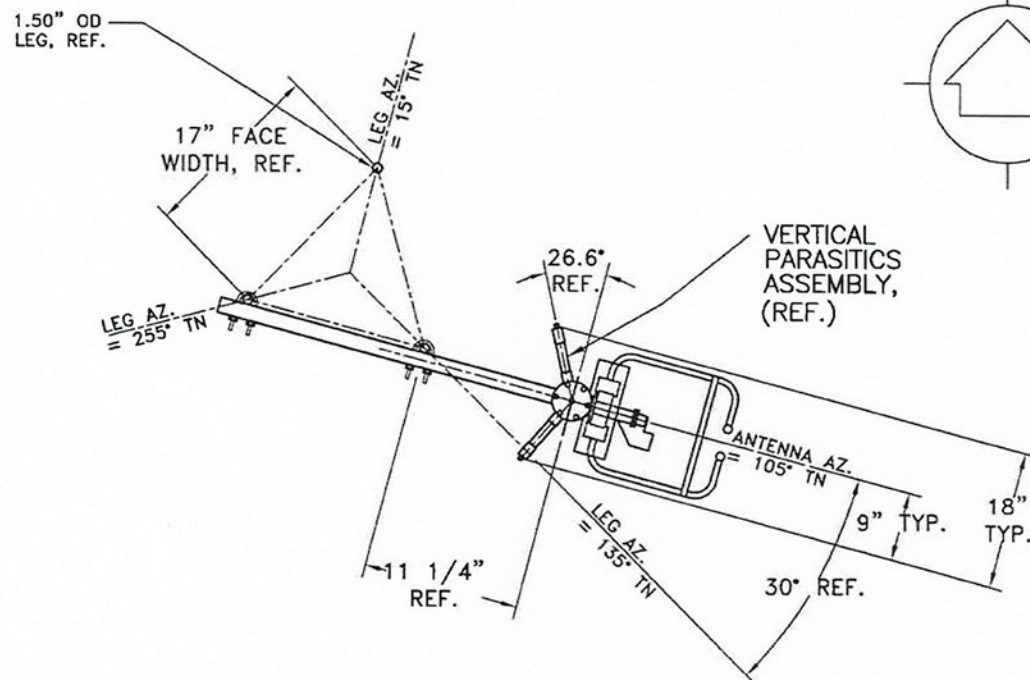 1.50" OD
LEG, REF.
LEG AZ.
= 15° TN
17" FACE
WIDTH, REF.
VERTICAL
PARASITICS
ASSEMBLY,
(REF.)
26.6°
REF.
LEG AZ.
= 255° TN
ANTENNA AZ.
= 105° TN
9" TYP.
18"
TYP.
LEG AZ.
= 135° TN
11 1/4"
REF.
30° REF.